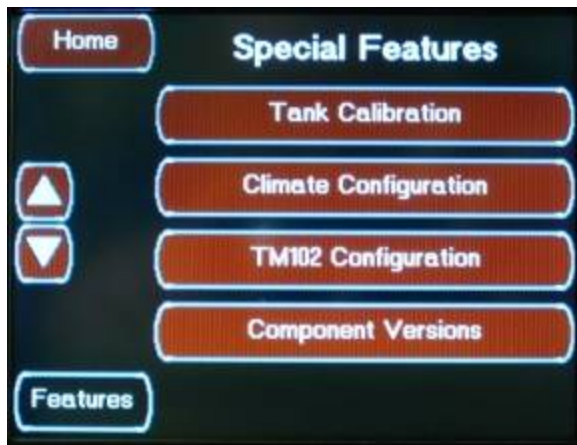 Home
Special Features
Tank Calibration
Climate Configuration
TM102 Configuration
Component Versions
Features